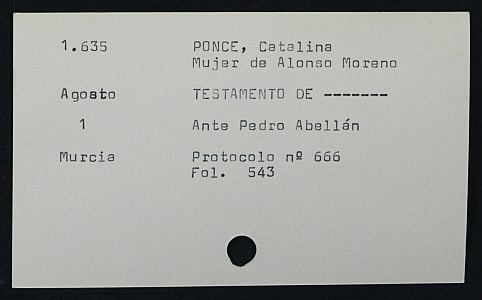 1.635 PONCE, Catalina
Mujer de Alonso Moreno
Agosto TESTAMENTO DE -------
1 Ante Pedro Abellán
Murcia Protocolo nº 666
Fol. 543